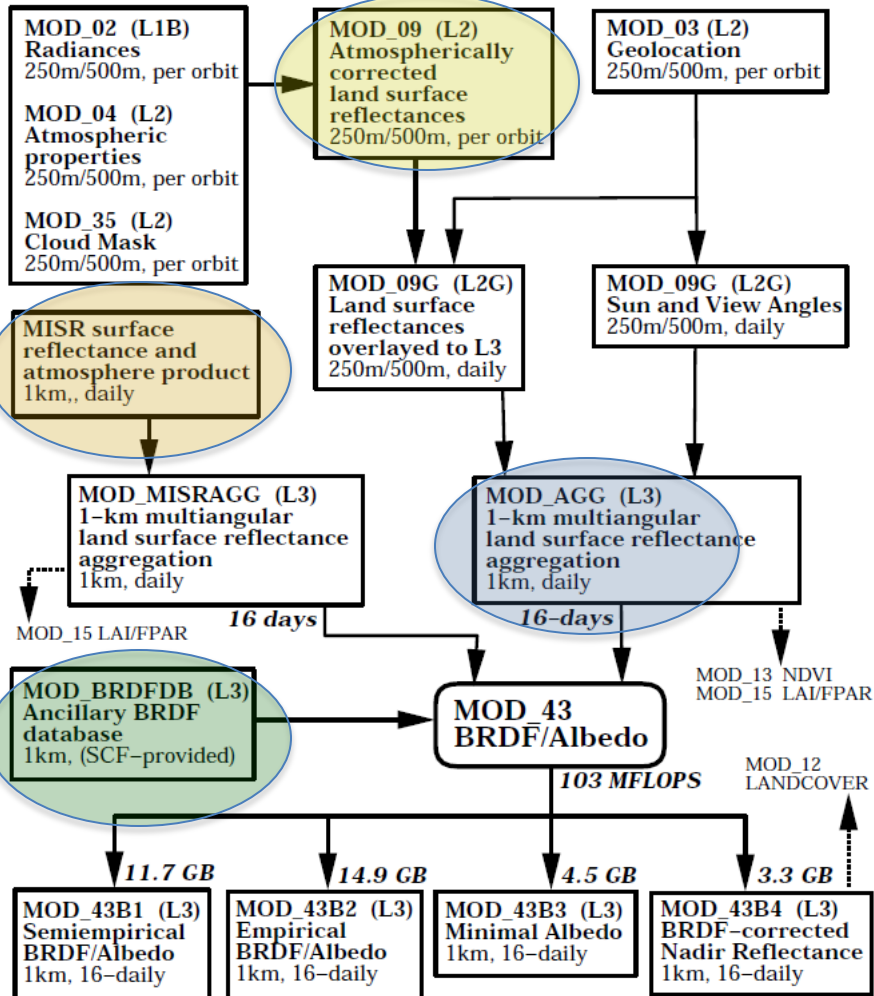 MOD_02 (L1B)
Radiances
250m/500m, per orbit
MOD_04 (L2)
Atmospheric
properties
250m/500m, per orbit
MOD_35 (L2)
Cloud Mask
250m/500m, per orbit
MOD_09 (L2)
Atmospherically
corrected
land surface
reflectances
250m/500m, per orbit
MOD_03 (L2)
Geolocation
250m/500m, per orbit
MOD_09G (L2G)
Land surface
reflectances
overlayed to L3
250m/500m, daily
MOD_09G (L2G)
Sun and View Angles
250m/500m, daily
MISR surface
reflectance and
atmosphere product
1km,, daily
MOD_MISRAGG (L3)
1-km multiangular
land surface reflectance
aggregation
1km, daily
MOD_AGG (L3)
1-km multiangular
land surface reflectance
aggregation
1km, daily
MOD_15 LAI/FPAR
16 days
16-days
MOD_13 NDVI
MOD_15 LAI/FPAR
MOD_BRDFDB (L3)
Ancillary BRDF
database
1km, (SCF-provided)
MOD_43
BRDF/Albedo
103 MFLOPS
MOD_12
LANDCOVER
11.7 GB
14.9 GB
4.5 GB
3.3 GB
MOD_43B1 (L3)
Semiempirical
BRDF/Albedo
1km, 16-daily
MOD_43B2 (L3)
Empirical
BRDF/Albedo
1km, 16-daily
MOD_43B3 (L3)
Minimal Albedo
1km, 16-daily
MOD_43B4 (L3)
BRDF-corrected
Nadir Reflectance
1km, 16-daily